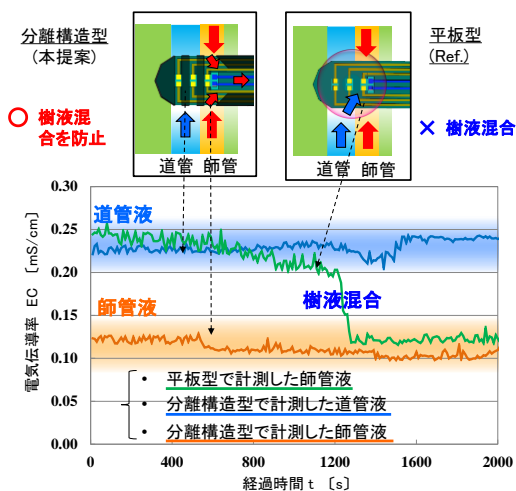 分離構造型
(本提案)
平板型
(Ref.)
○ 樹液混
合を防止
× 樹液混合
道管 師管
道管 師管
0.30
0.25
0.20
0.15
0.10
0.05
0.00
電気伝導率 EC [mS/cm]
道管液
師管液
樹液混合
・ 平板型で計測した師管液
・ 分離構造型で計測した道管液
・ 分離構造型で計測した師管液
0 400 800 1200 1600 2000
経過時間 t [s]